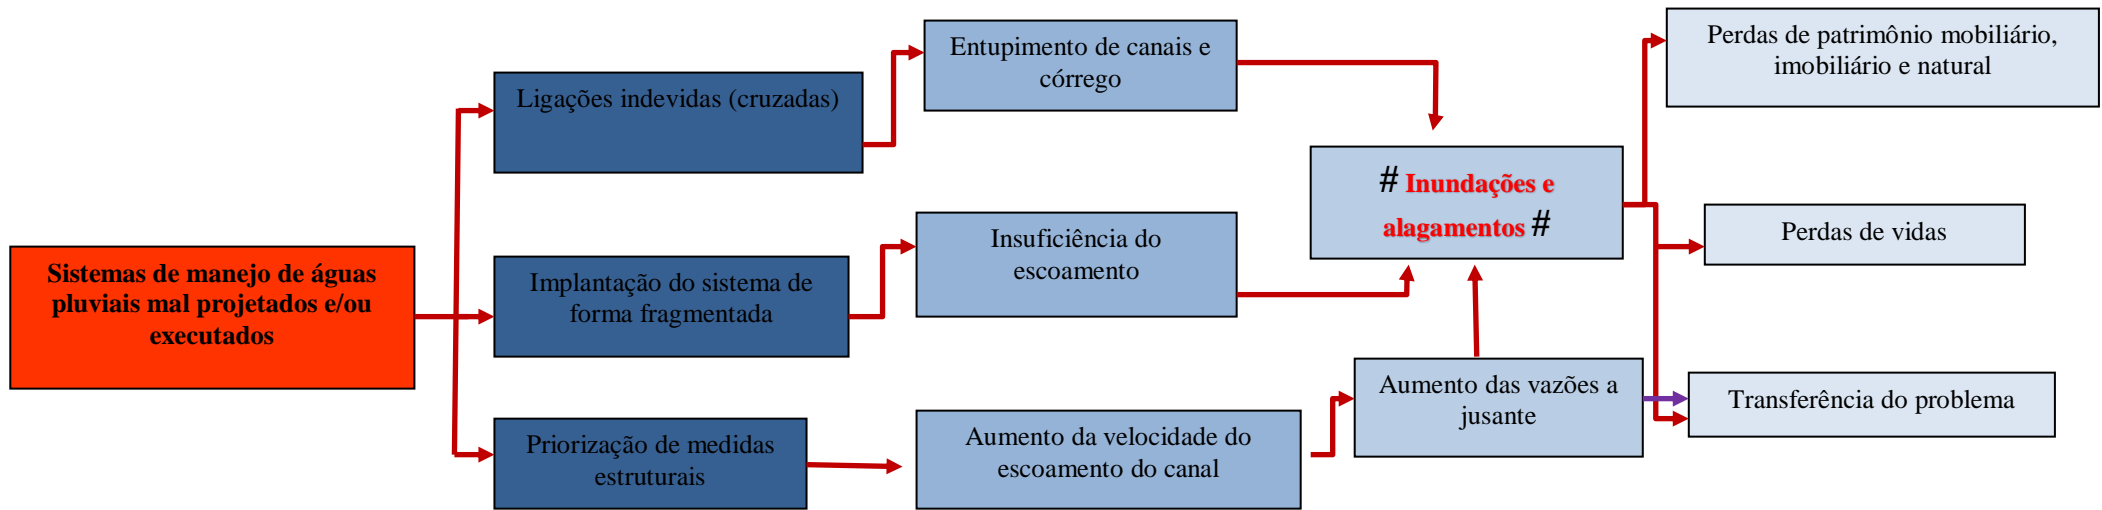 Sistemas de manejo de águas
pluviais mal projetados e/ou
executados
Ligações indevidas (cruzadas)
Implantação do sistema de
forma fragmentada
Priorização de medidas
estruturais
Entupimento de canais e
córrego
Insuficiência do
escoamento
Aumento da velocidade do
escoamento do canal
# Inundações e
alagamentos #
Aumento das vazões a
jusante
Perdas de patrimônio mobiliário,
imobiliário e natural
Perdas de vidas
Transferência do problema